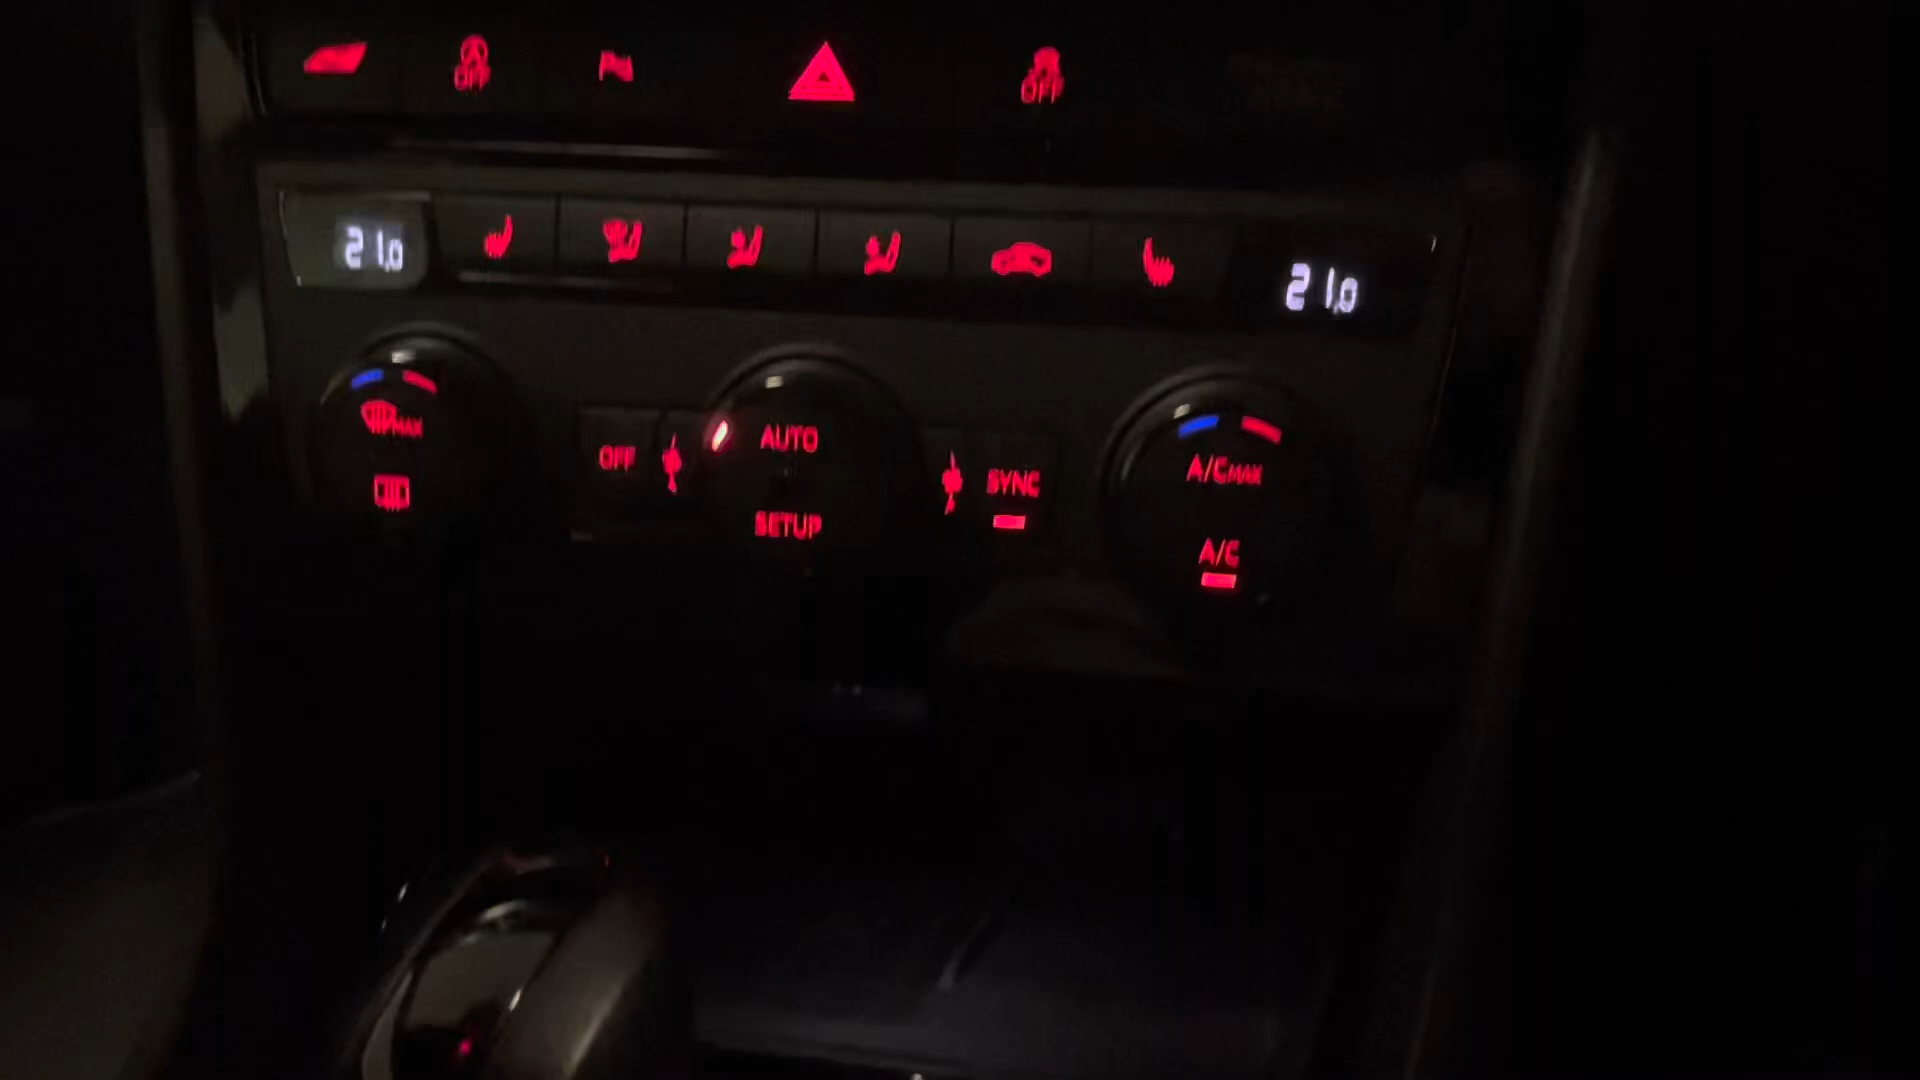 OFF
OFF
21,0
21,0
MAX
OFF
AUTO
SETUP
SYNC
A/C MAX
A/C